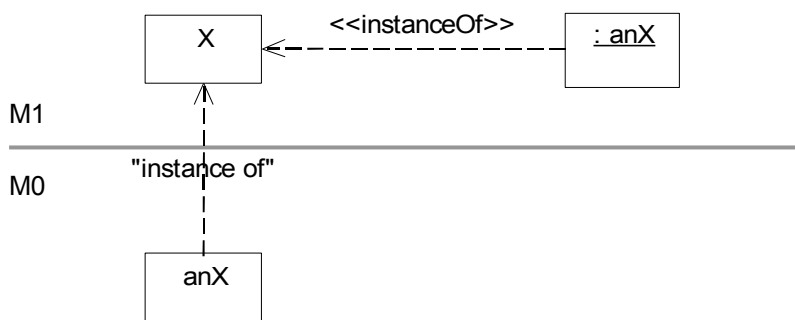 <<instanceOf>>
X
: anX
M1
"instance of"
M0
anX